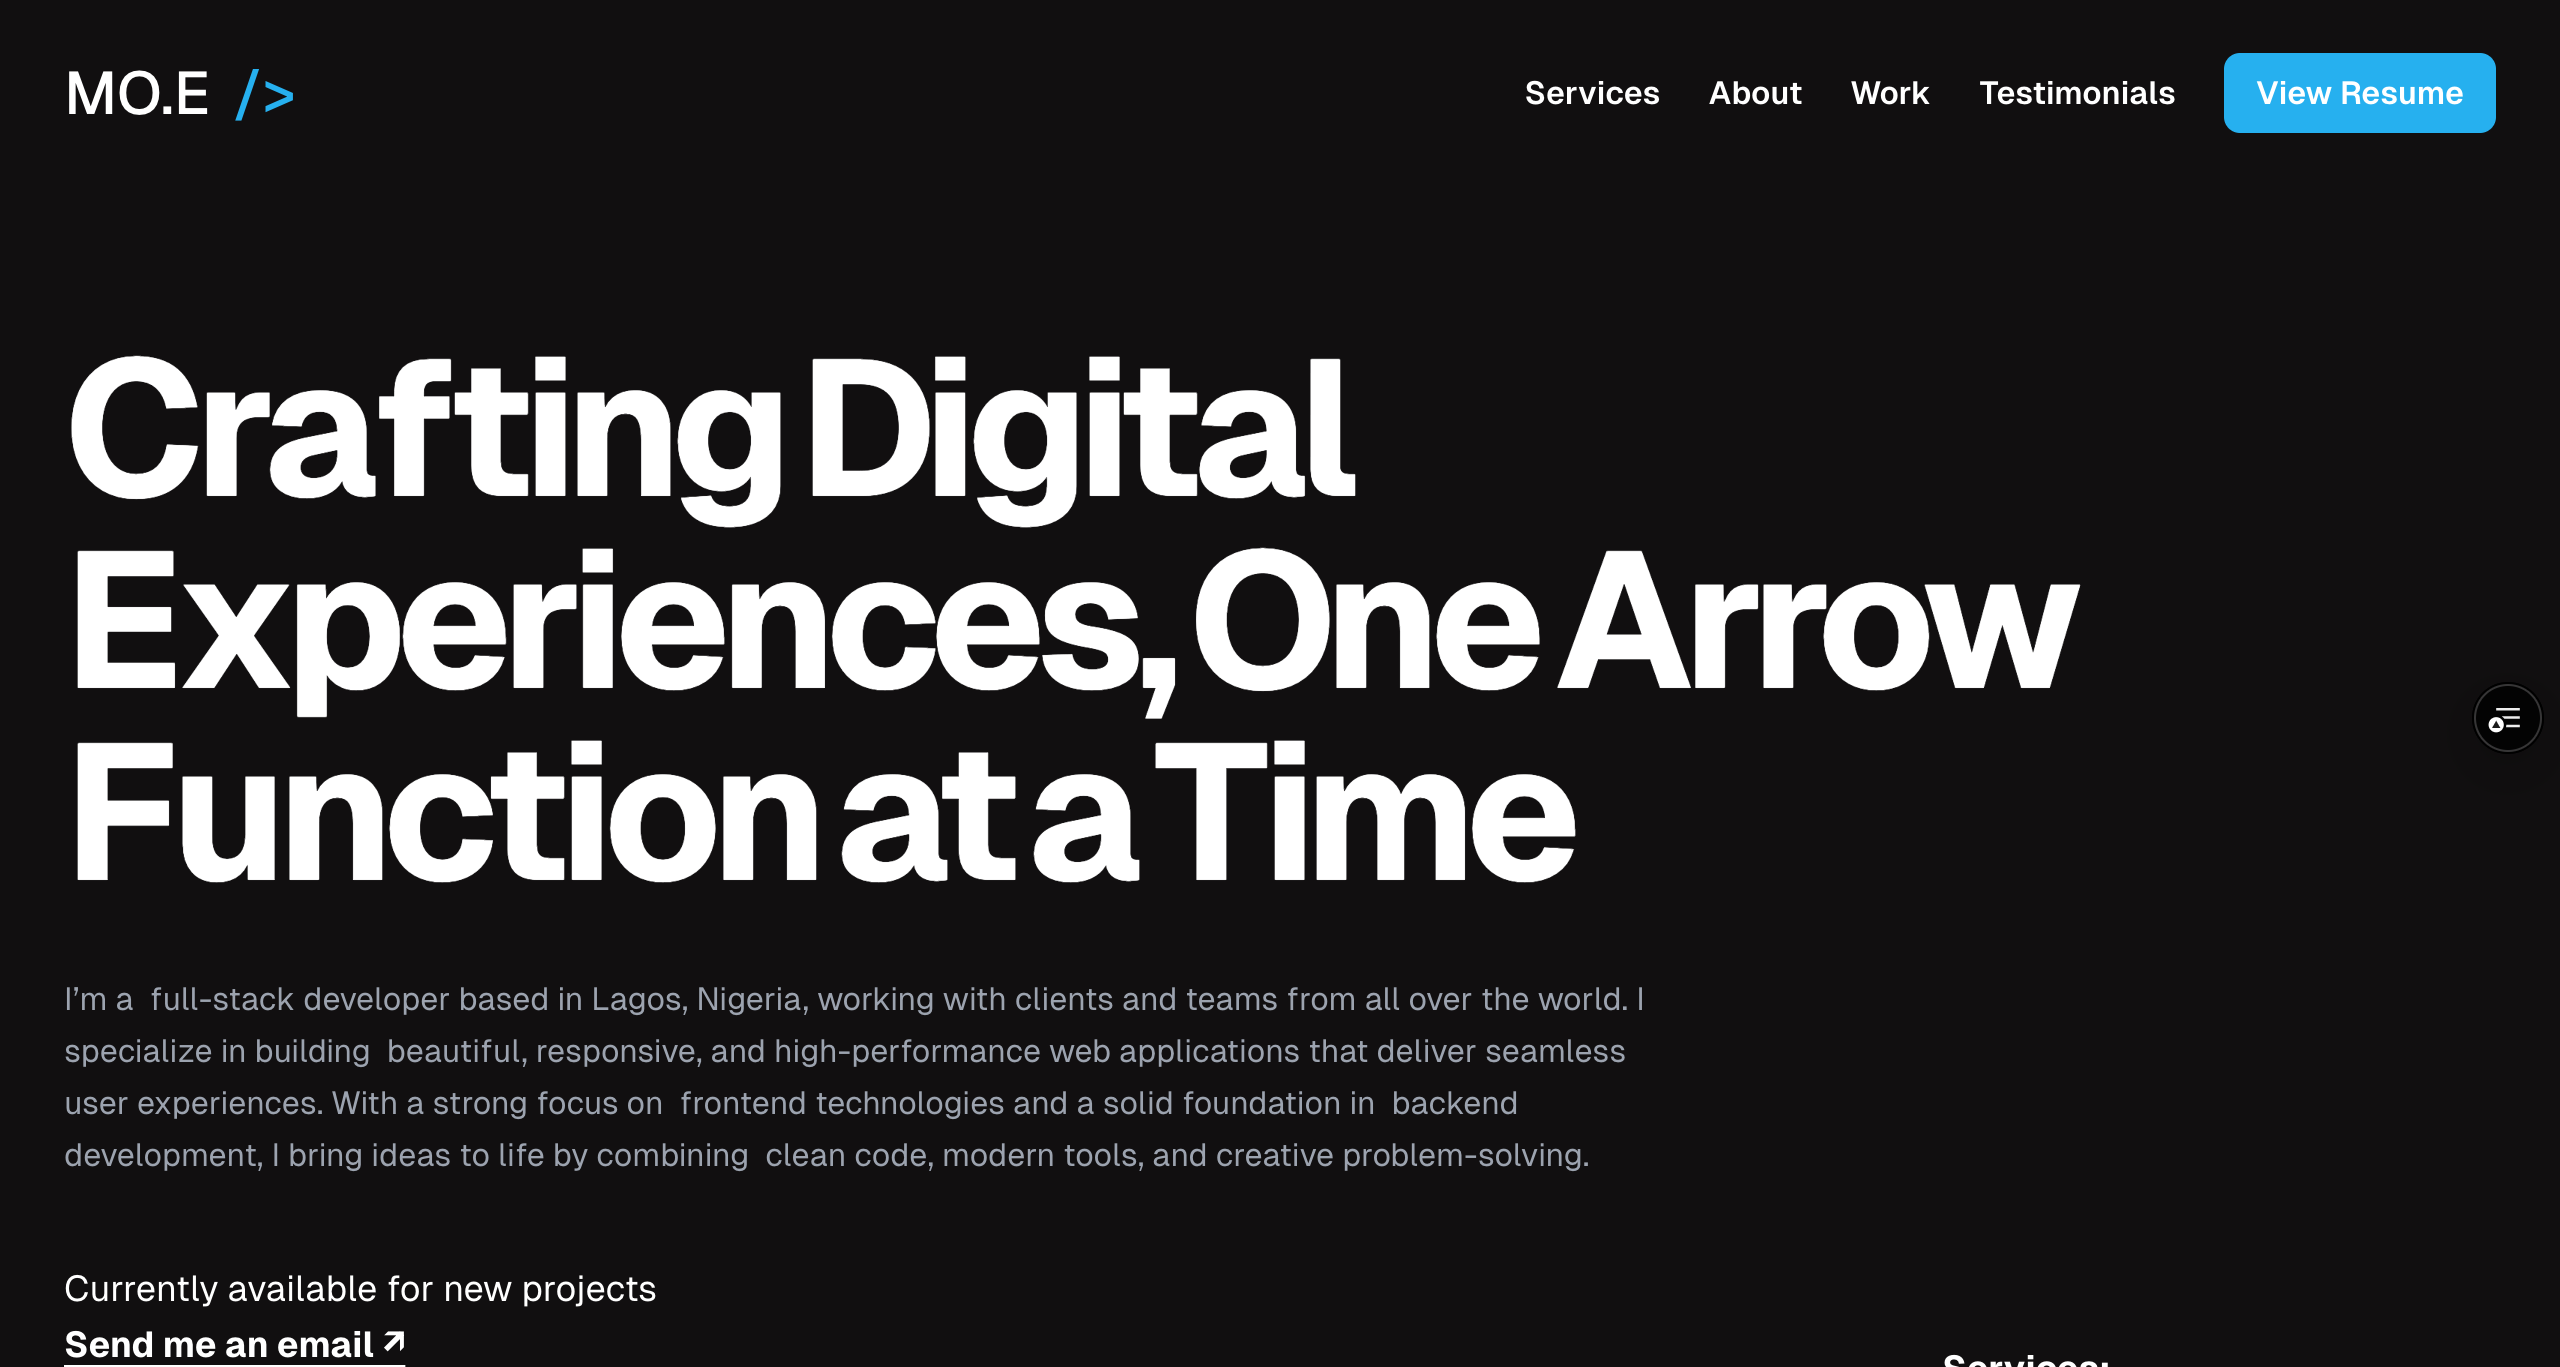 MO.E />
Services About Work Testimonials View Resume
Crafting Digital
Experiences, One Arrow
Function at a Time
I’m a  full-stack developer based in Lagos, Nigeria, working with clients and teams from all over the world. I
specialize in building  beautiful, responsive, and high-performance web applications that deliver seamless
user experiences. With a strong focus on  frontend technologies and a solid foundation in  backend
development, I bring ideas to life by combining  clean code, modern tools, and creative problem-solving.
Currently available for new projects
Send me an email ↗
Services: